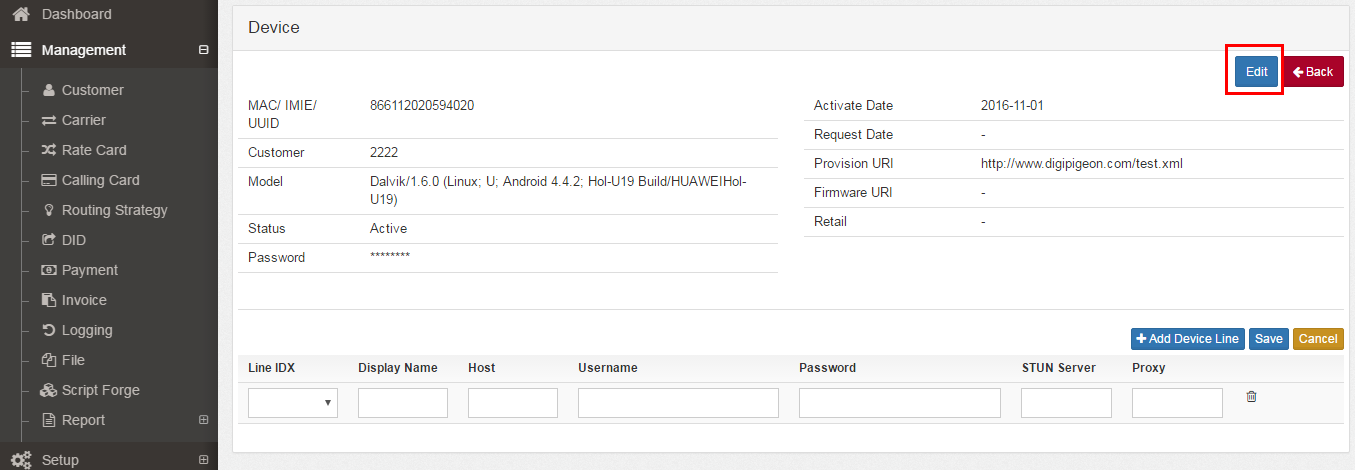 Dashboard
Management
Customer
Carrier
Rate Card
Calling Card
Routing Strategy
DID
Payment
Invoice
Logging
File
Script Forge
Report
Setup
Device
Edit
Back
MAC/ IMIE/
UUID
866112020594020
Customer
2222
Model
Dalvik/1.6.0 (Linux; U; Android 4.4.2; Hol-U19 Build/HUAWEIHol-
U19)
Status
Active
Password
********
Activate Date
2016-11-01
Request Date
-
Provision URI
http://www.digipigeon.com/test.xml
Firmware URI
-
Retail
-
Add Device Line
Save
Cancel
Line IDX
Display Name
Host
Username
Password
STUN Server
Proxy